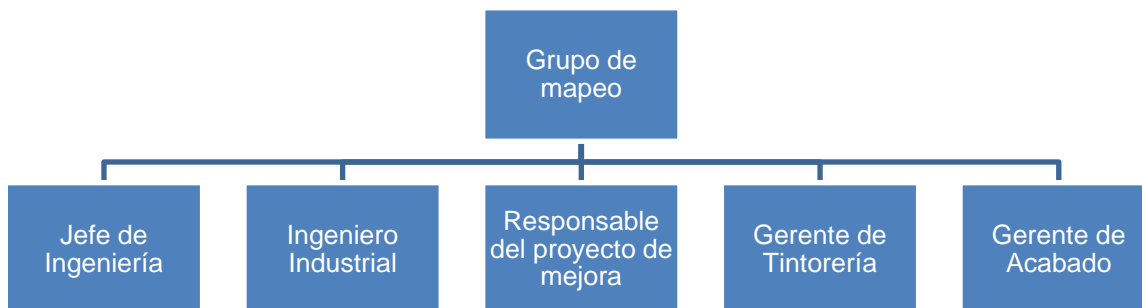 Grupo de
mapeo
Jefe de
Ingeniería
Ingeniero
Industrial
Responsable
del proyecto de
mejora
Gerente de
Tintorería
Gerente de
Acabado